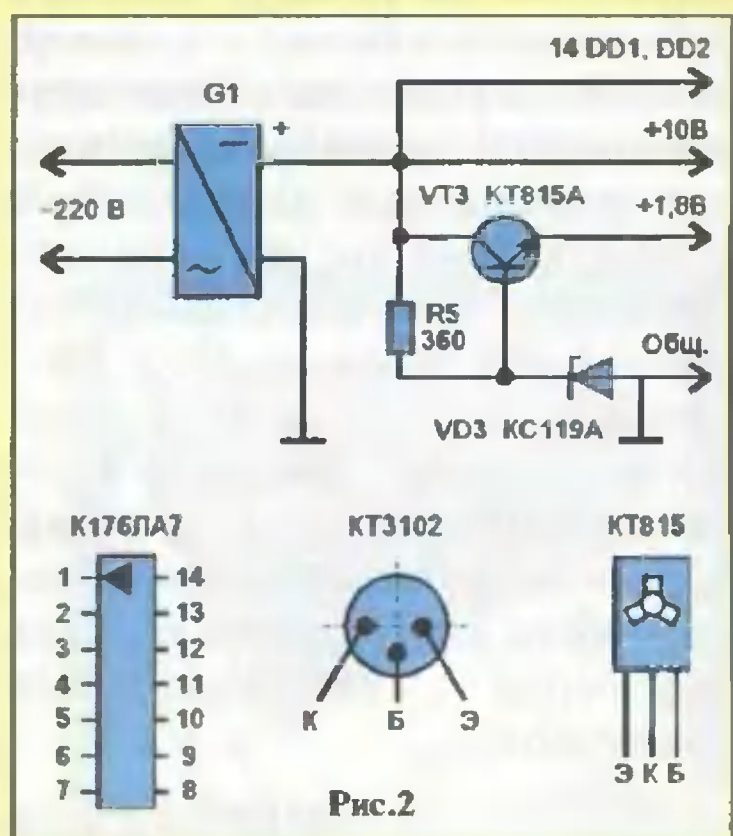 14 DD1, DD2
G1
+
+10В
~220 В
VT3 КТ815А
+1,8В
R5
360
Общ.
VD3 КС119А
К176ЛА7
КТ3102
КТ815
1 14
2 13
3 12
4 11
5 10
6 9
7 8
К Б Э
Э К Б
Рис.2